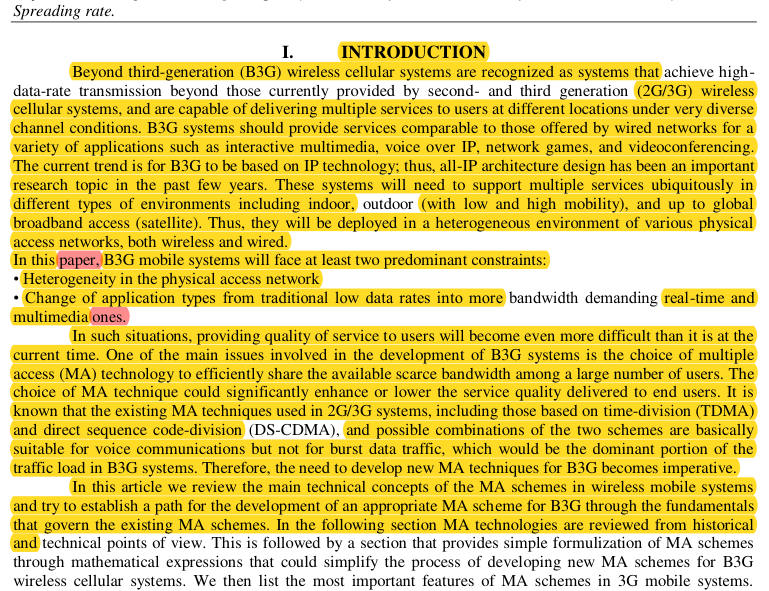 Spreading rate.
I. INTRODUCTION
Beyond third-generation (B3G) wireless cellular systems are recognized as systems that achieve high-
data-rate transmission beyond those currently provided by second- and third generation (2G/3G) wireless
cellular systems, and are capable of delivering multiple services to users at different locations under very diverse
channel conditions. B3G systems should provide services comparable to those offered by wired networks for a
variety of applications such as interactive multimedia, voice over IP, network games, and videoconferencing.
The current trend is for B3G to be based on IP technology; thus, all-IP architecture design has been an important
research topic in the past few years. These systems will need to support multiple services ubiquitously in
different types of environments including indoor, outdoor (with low and high mobility), and up to global
broadband access (satellite). Thus, they will be deployed in a heterogeneous environment of various physical
access networks, both wireless and wired.
In this paper, B3G mobile systems will face at least two predominant constraints:
• Heterogeneity in the physical access network
• Change of application types from traditional low data rates into more bandwidth demanding real-time and
multimedia ones.
In such situations, providing quality of service to users will become even more difficult than it is at the
current time. One of the main issues involved in the development of B3G systems is the choice of multiple
access (MA) technology to efficiently share the available scarce bandwidth among a large number of users. The
choice of MA technique could significantly enhance or lower the service quality delivered to end users. It is
known that the existing MA techniques used in 2G/3G systems, including those based on time-division (TDMA)
and direct sequence code-division (DS-CDMA), and possible combinations of the two schemes are basically
suitable for voice communications but not for burst data traffic, which would be the dominant portion of the
traffic load in B3G systems. Therefore, the need to develop new MA techniques for B3G becomes imperative.
In this article we review the main technical concepts of the MA schemes in wireless mobile systems
and try to establish a path for the development of an appropriate MA scheme for B3G through the fundamentals
that govern the existing MA schemes. In the following section MA technologies are reviewed from historical
and technical points of view. This is followed by a section that provides simple formulization of MA schemes
through mathematical expressions that could simplify the process of developing new MA schemes for B3G
wireless cellular systems. We then list the most important features of MA schemes in 3G mobile systems.